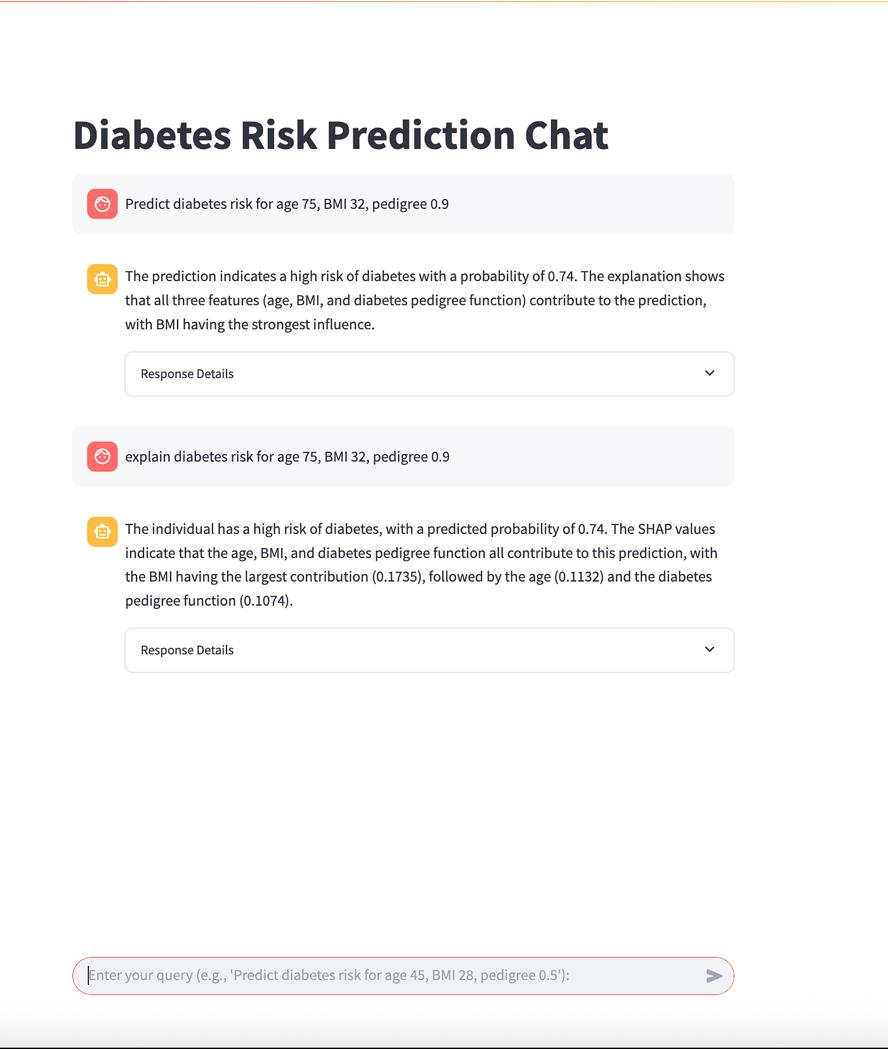 Diabetes Risk Prediction Chat
Predict diabetes risk for age 75, BMI 32, pedigree 0.9
The prediction indicates a high risk of diabetes with a probability of 0.74. The explanation shows
that all three features (age, BMI, and diabetes pedigree function) contribute to the prediction,
with BMI having the strongest influence.
Response Details
explain diabetes risk for age 75, BMI 32, pedigree 0.9
The individual has a high risk of diabetes, with a predicted probability of 0.74. The SHAP values
indicate that the age, BMI, and diabetes pedigree function all contribute to this prediction, with
the BMI having the largest contribution (0.1735), followed by the age (0.1132) and the diabetes
pedigree function (0.1074).
Response Details
Enter your query (e.g., 'Predict diabetes risk for age 45, BMI 28, pedigree 0.5'):